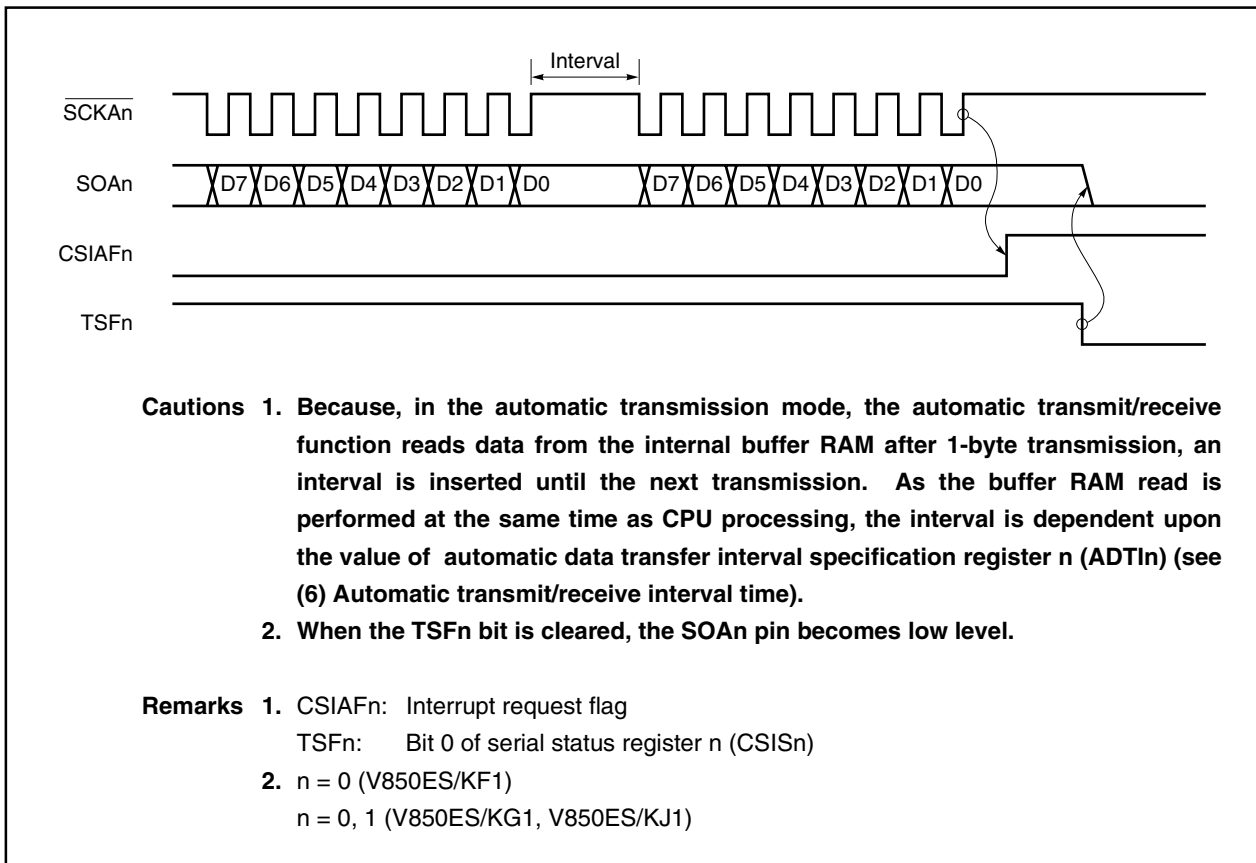 Interval
SCKAn
SOAn D7 D6 D5 D4 D3 D2 D1 D0 D7 D6 D5 D4 D3 D2 D1 D0
CSIAFn
TSFn
Cautions 1. Because, in the automatic transmission mode, the automatic transmit/receive
function reads data from the internal buffer RAM after 1-byte transmission, an
interval is inserted until the next transmission. As the buffer RAM read is
performed at the same time as CPU processing, the interval is dependent upon
the value of automatic data transfer interval specification register n (ADTIn) (see
(6) Automatic transmit/receive interval time).
2. When the TSFn bit is cleared, the SOAn pin becomes low level.
Remarks 1. CSIAFn: Interrupt request flag
TSFn: Bit 0 of serial status register n (CSISn)
2. n = 0 (V850ES/KF1)
n = 0, 1 (V850ES/KG1, V850ES/KJ1)